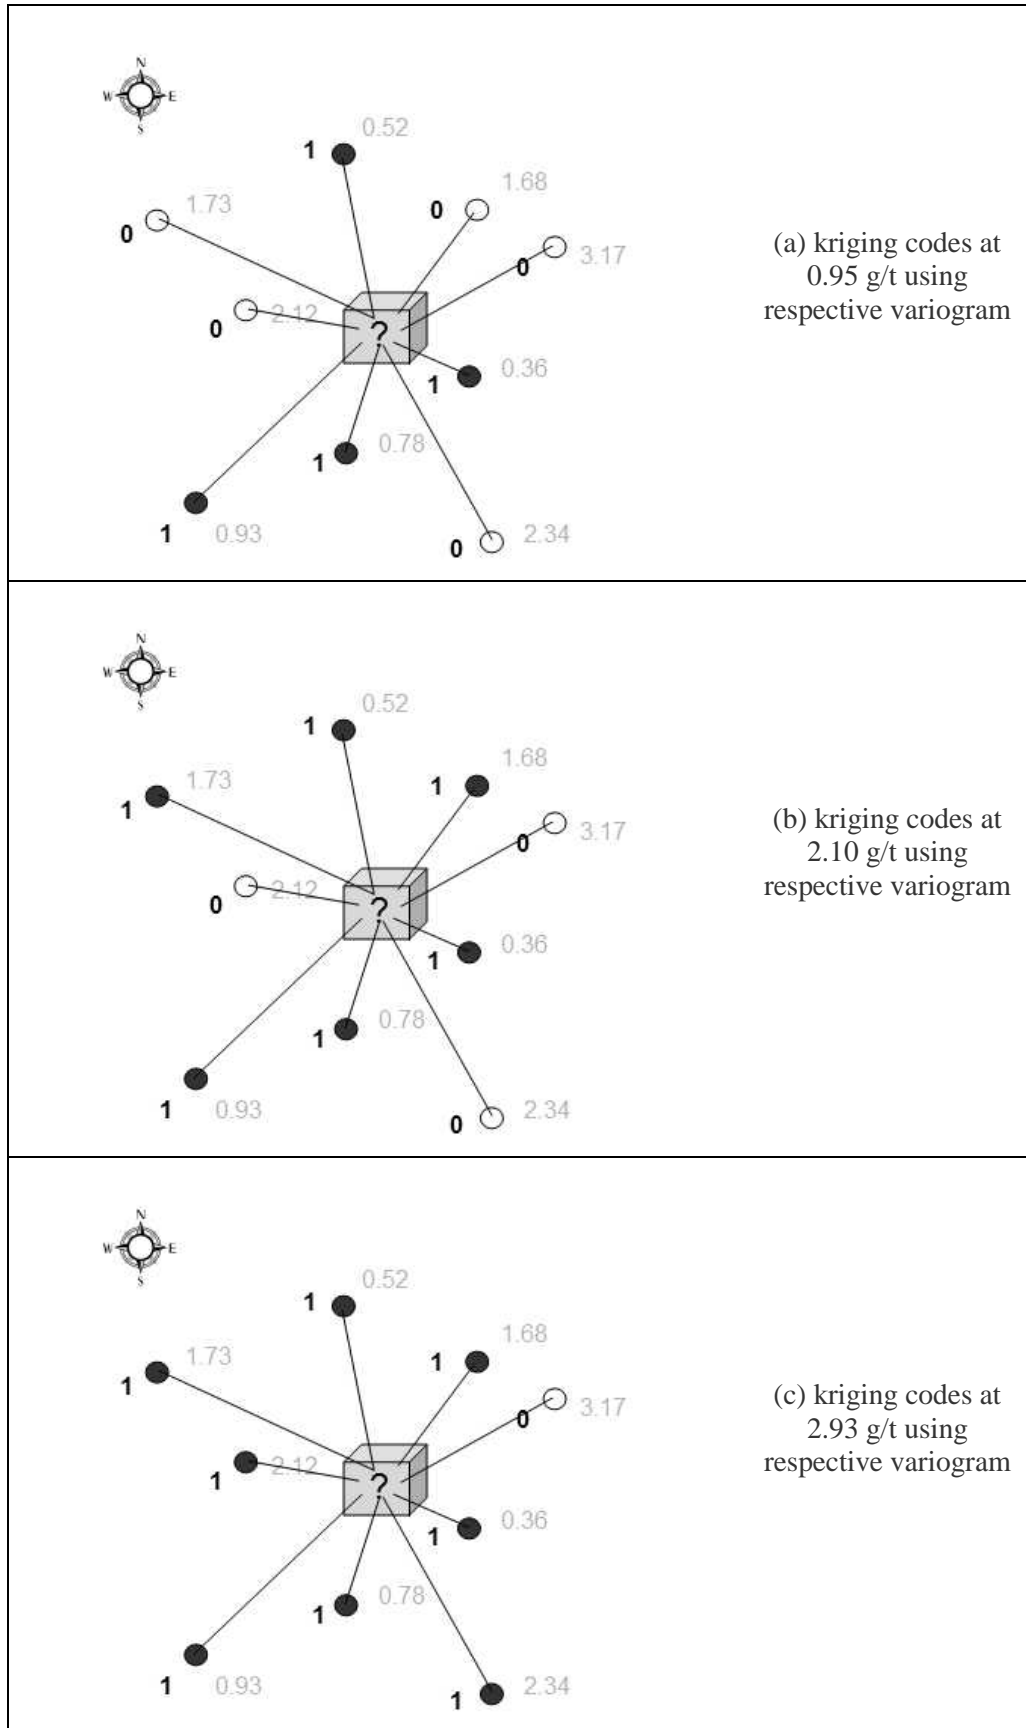 N
W E
S
0.52
1
1.68
0
1.73
0
3.17
0
(a) kriging codes at
0.95 g/t using
respective variogram
2.12
0
?
0.36
1
0.78
1
1 0.93
0 2.34
N
W E
S
0.52
1
1.68
1
1.73
1
3.17
0
(b) kriging codes at
2.10 g/t using
respective variogram
2.12
0
?
0.36
1
0.78
1
1 0.93
0 2.34
N
W E
S
0.52
1
1.68
1
1.73
1
3.17
0
(c) kriging codes at
2.93 g/t using
respective variogram
2.12
1
?
0.36
1
0.78
1
1 0.93
1 2.34